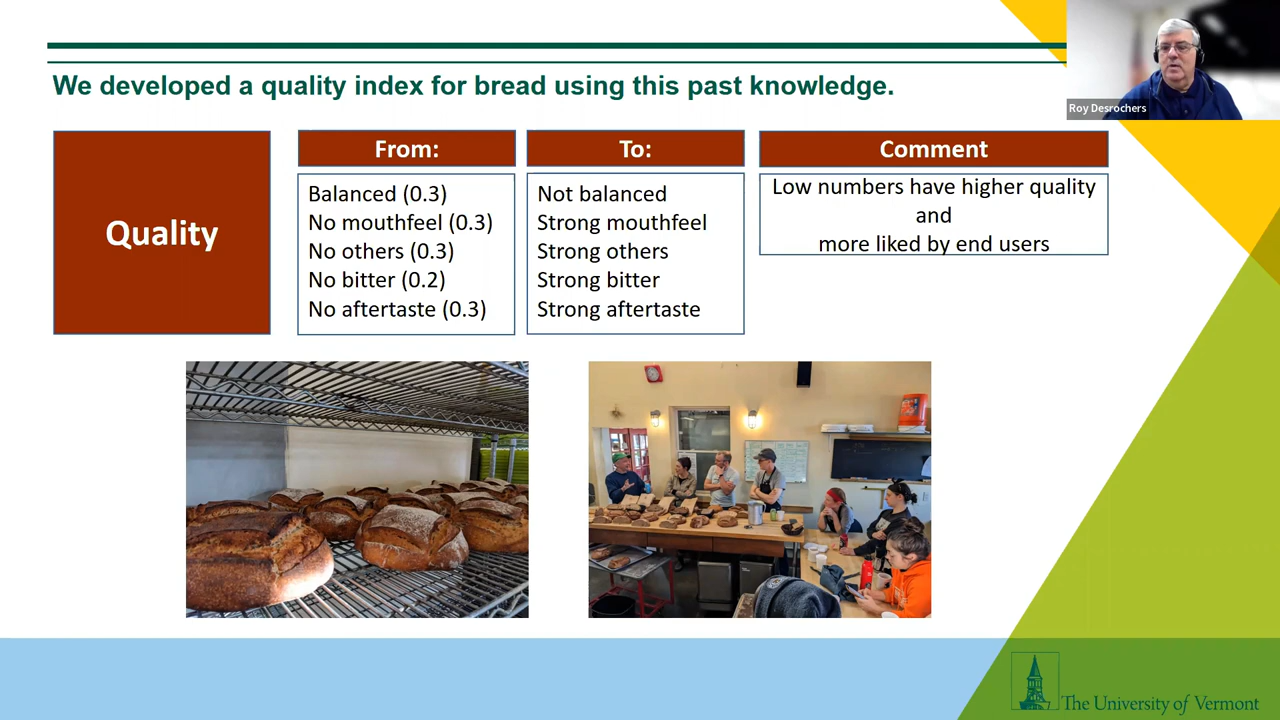 We developed a quality index for bread using this past knowledge.
Roy Desrochers
Quality
From:
Balanced (0.3)
No mouthfeel (0.3)
No others (0.3)
No bitter (0.2)
No aftertaste (0.3)
To:
Not balanced
Strong mouthfeel
Strong others
Strong bitter
Strong aftertaste
Comment
Low numbers have higher quality
and
more liked by end users
The University of Vermont